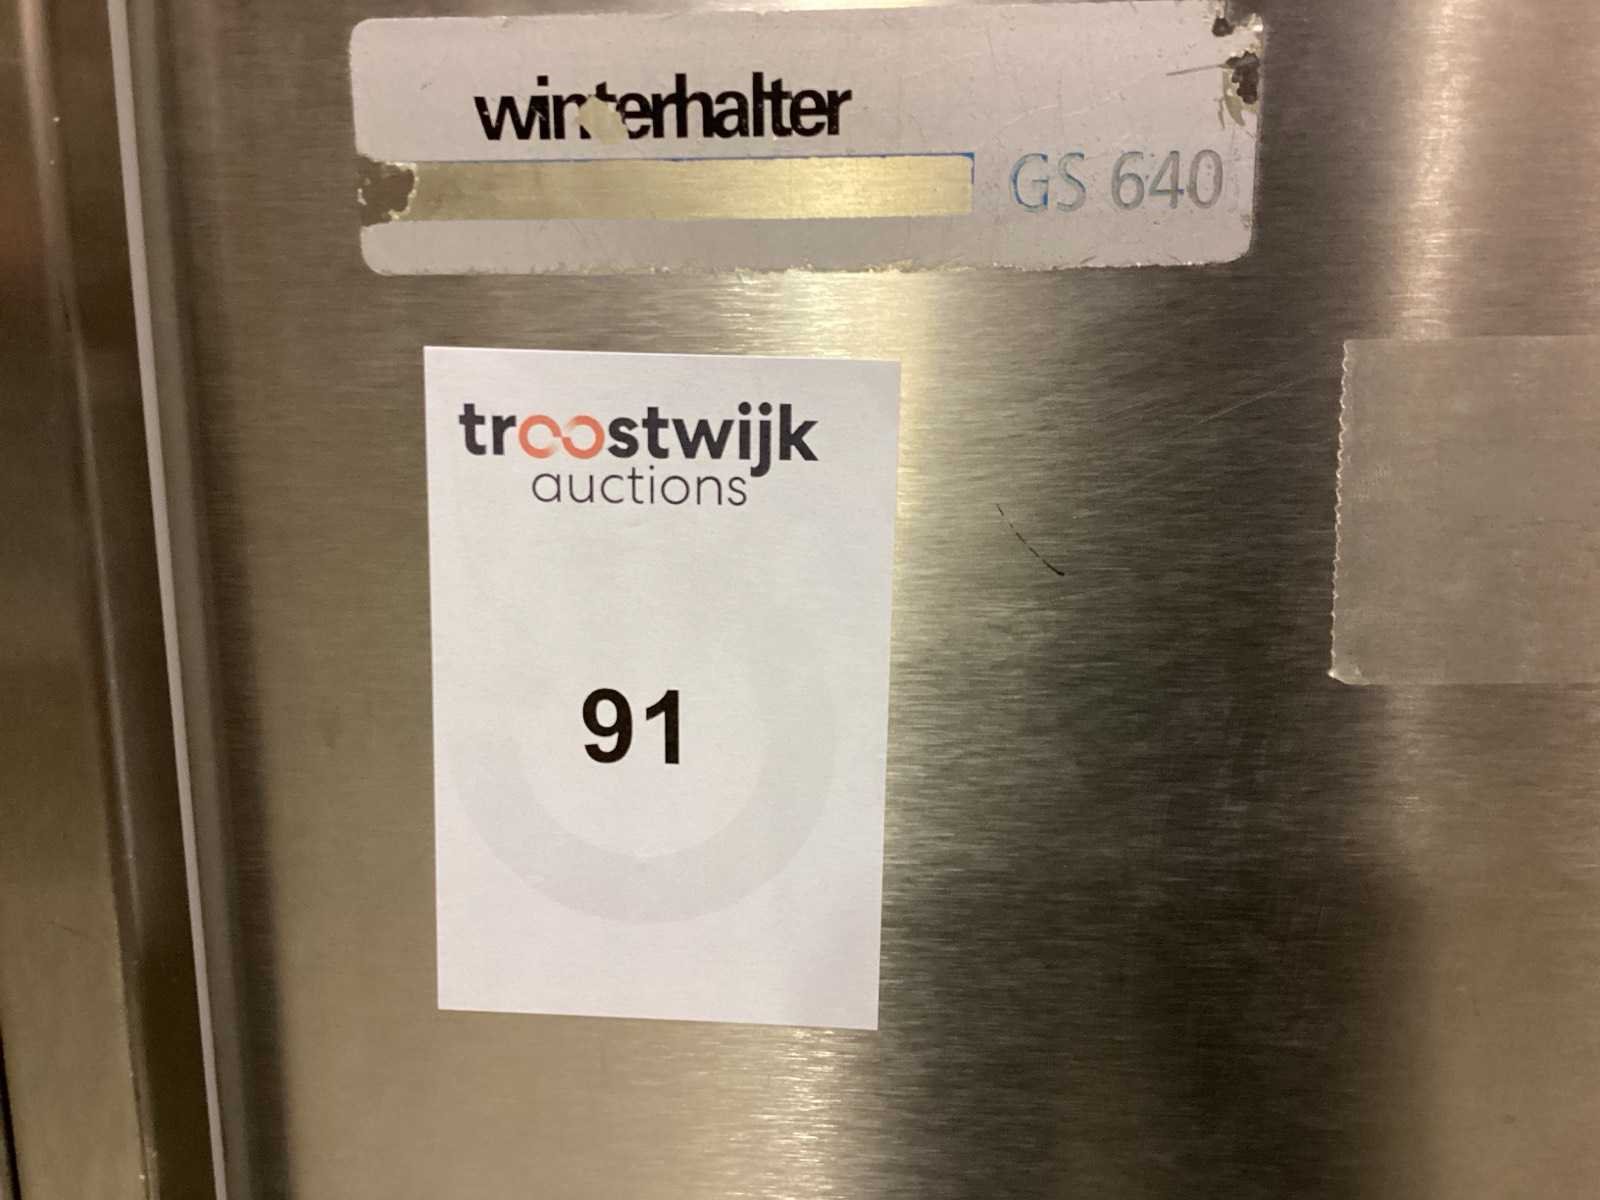 winterhalter
GS 640
troostwijk
auctions
91